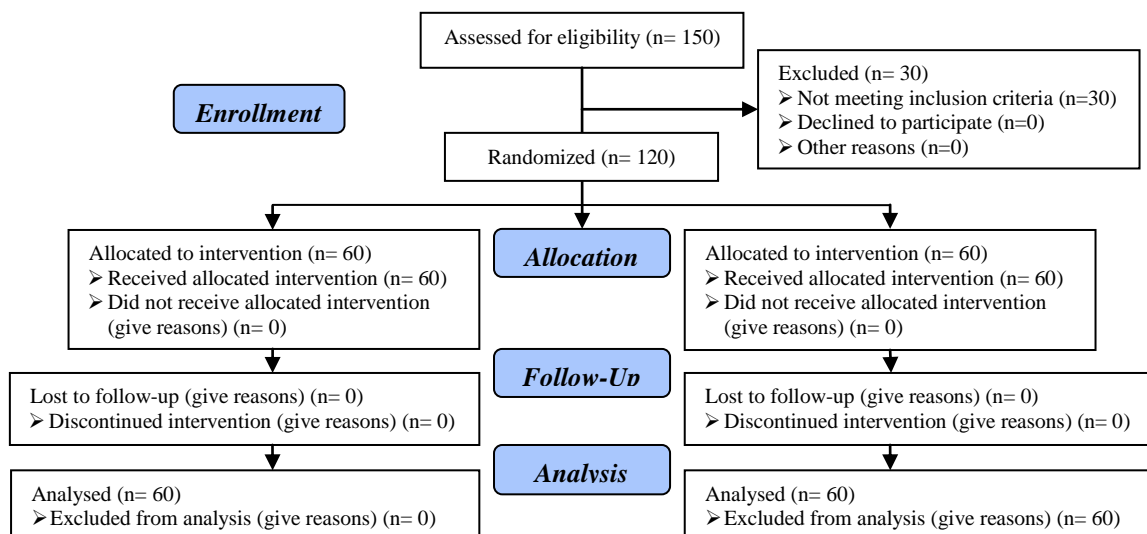 Assessed for eligibility (n= 150)
Excluded (n= 30)
➢ Not meeting inclusion criteria (n=30)
➢ Declined to participate (n=0)
➢ Other reasons (n=0)
Enrollment
Randomized (n= 120)
Allocated to intervention (n= 60)
➢ Received allocated intervention (n= 60)
➢ Did not receive allocated intervention
(give reasons) (n= 0)
Allocation
Allocated to intervention (n= 60)
➢ Received allocated intervention (n= 60)
➢ Did not receive allocated intervention
(give reasons) (n= 0)
Lost to follow-up (give reasons) (n= 0)
➢ Discontinued intervention (give reasons) (n= 0)
Follow-Up
Lost to follow-up (give reasons) (n= 0)
➢ Discontinued intervention (give reasons) (n= 0)
Analysis
Analysed (n= 60)
➢ Excluded from analysis (give reasons) (n= 0)
Analysed (n= 60)
➢ Excluded from analysis (give reasons) (n= 60)